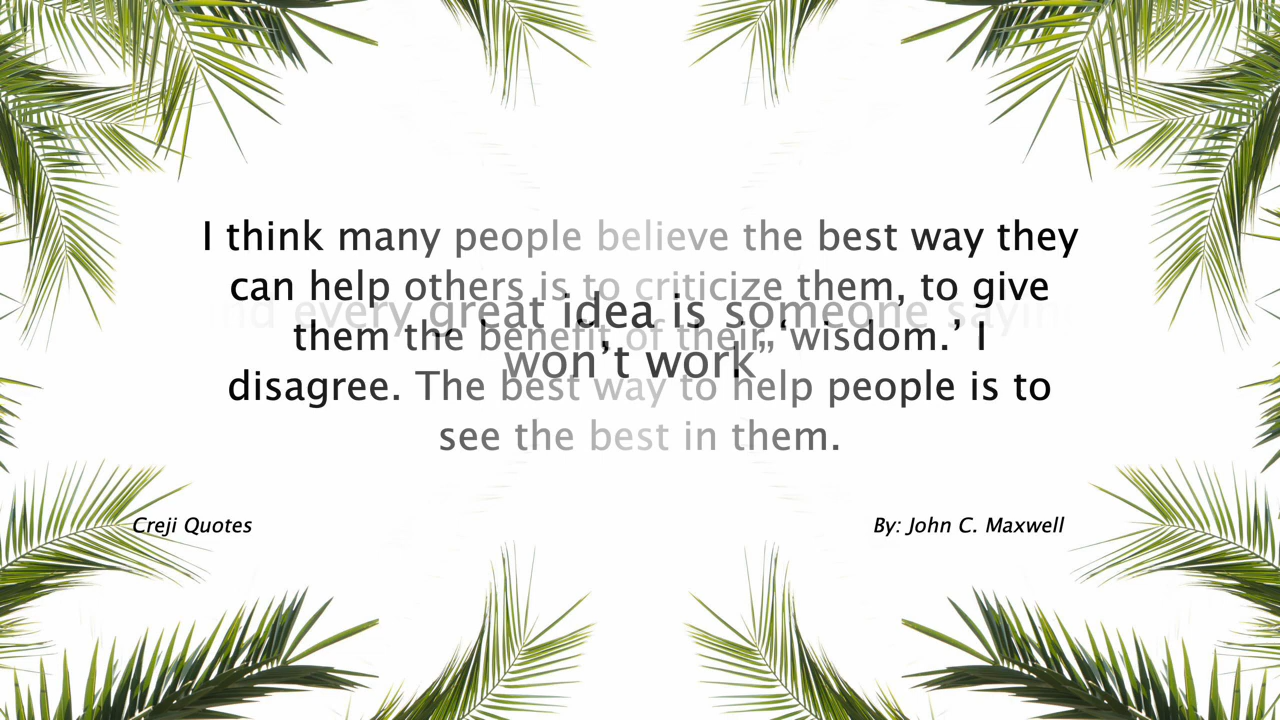 I think many people believe the best way they
can help others is to criticize them, to give
nd every great idea is someone sayin
them the benefit of their ‘wisdom.’ I
won’t work”
disagree. The best way to help people is to
see the best in them.
Creji Quotes
By: John C. Maxwell